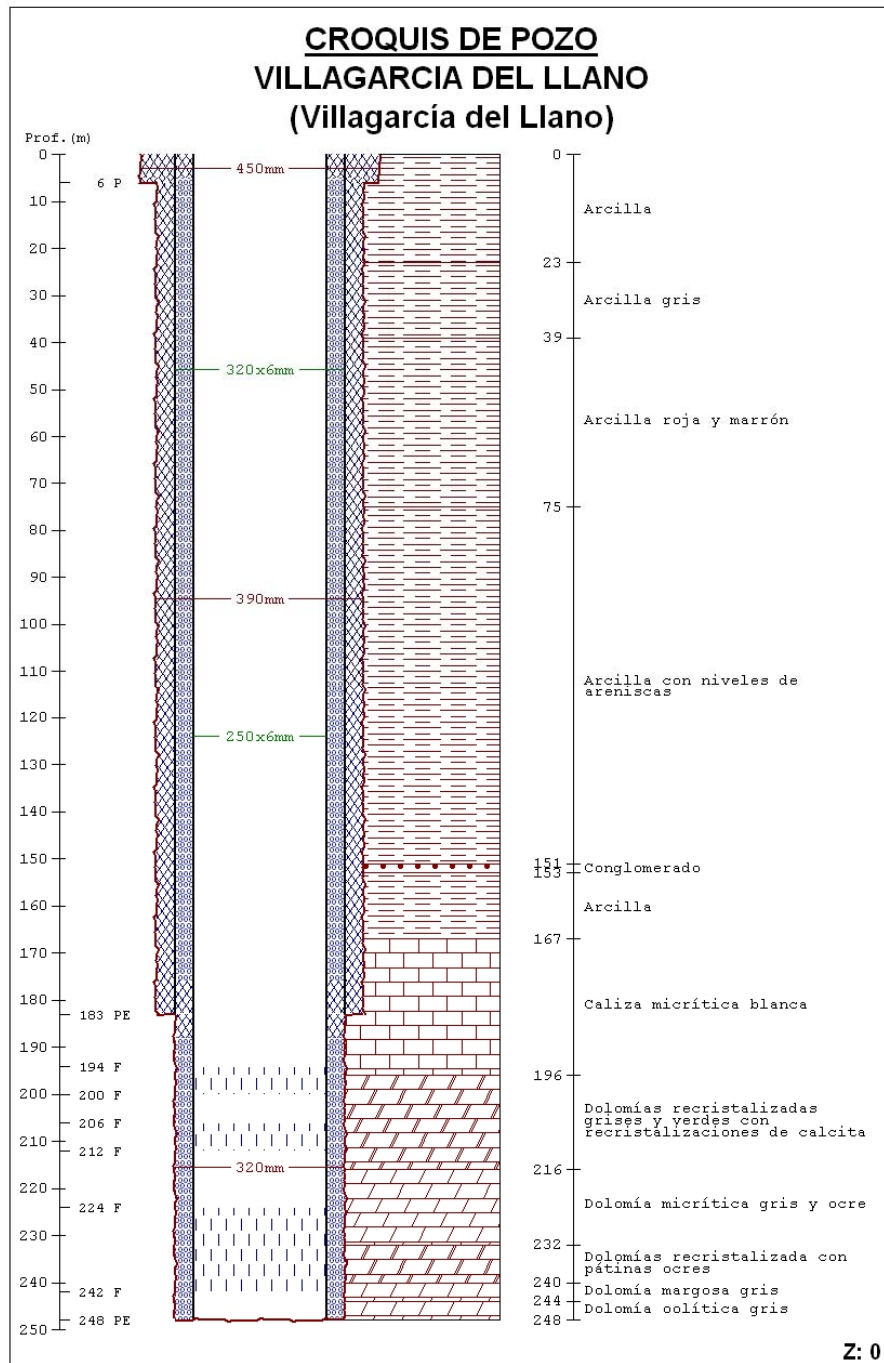 CROQUIS DE POZO
VILLAGARCIA DEL LLANO
(Villagarcía del Llano)
Prof.(m)
0
6 P
10
20
30
40
50
60
70
80
90
100
110
120
130
140
150
160
170
180
183 PE
190
194 F
200
200 F
206 F
210
212 F
220
224 F
230
240
242 F
248 PE
250
450mm
320x6mm
390mm
250x6mm
320mm
0
Arcilla
23
Arcilla gris
39
Arcilla roja y marrón
75
Arcilla con niveles de
areniscas
151
Conglomerado
153
Arcilla
167
Caliza micrítica blanca
196
Dolomías recristalizadas
grises y verdes con
recristalizaciones de calcita
216
Dolomía micrítica gris y ocre
232
Dolomías recristalizada con
pátinas ocres
240
Dolomía margosa gris
244
Dolomía oolítica gris
248
Z: 0